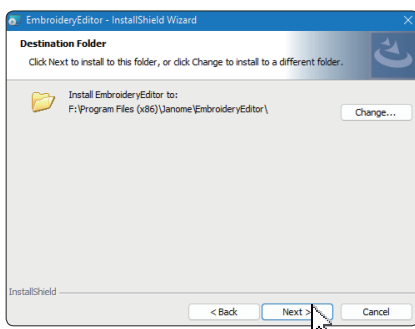 EmbroideryEditor - InstallShield Wizard
Destination Folder
Click Next to install to this folder, or click Change to install to a different folder.
Install EmbroideryEditor to:
F:\Program Files (x86)\Janome\EmbroideryEditor\
Change...
InstallShield
< Back
Next >
Cancel